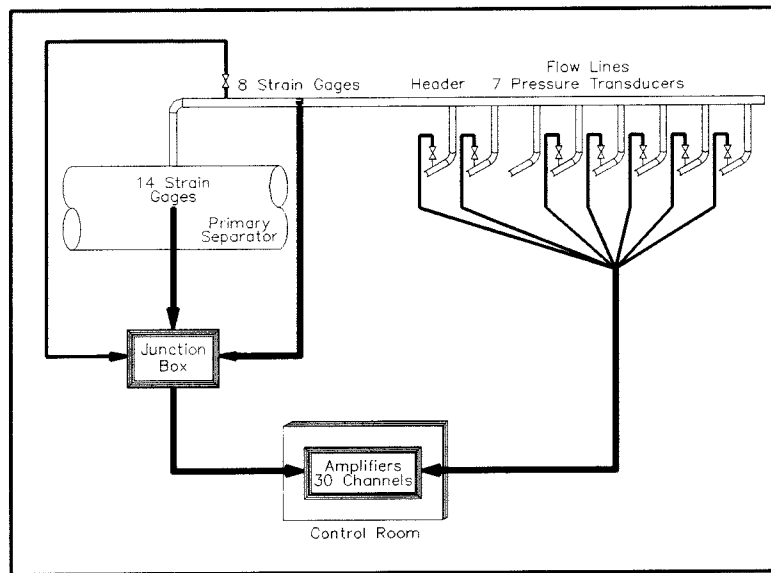 Flow Lines
8 Strain Gages
Header
7 Pressure Transducers
14 Strain
Gages
Primary
Separator
Junction
Box
Amplifiers
30 Channels
Control Room